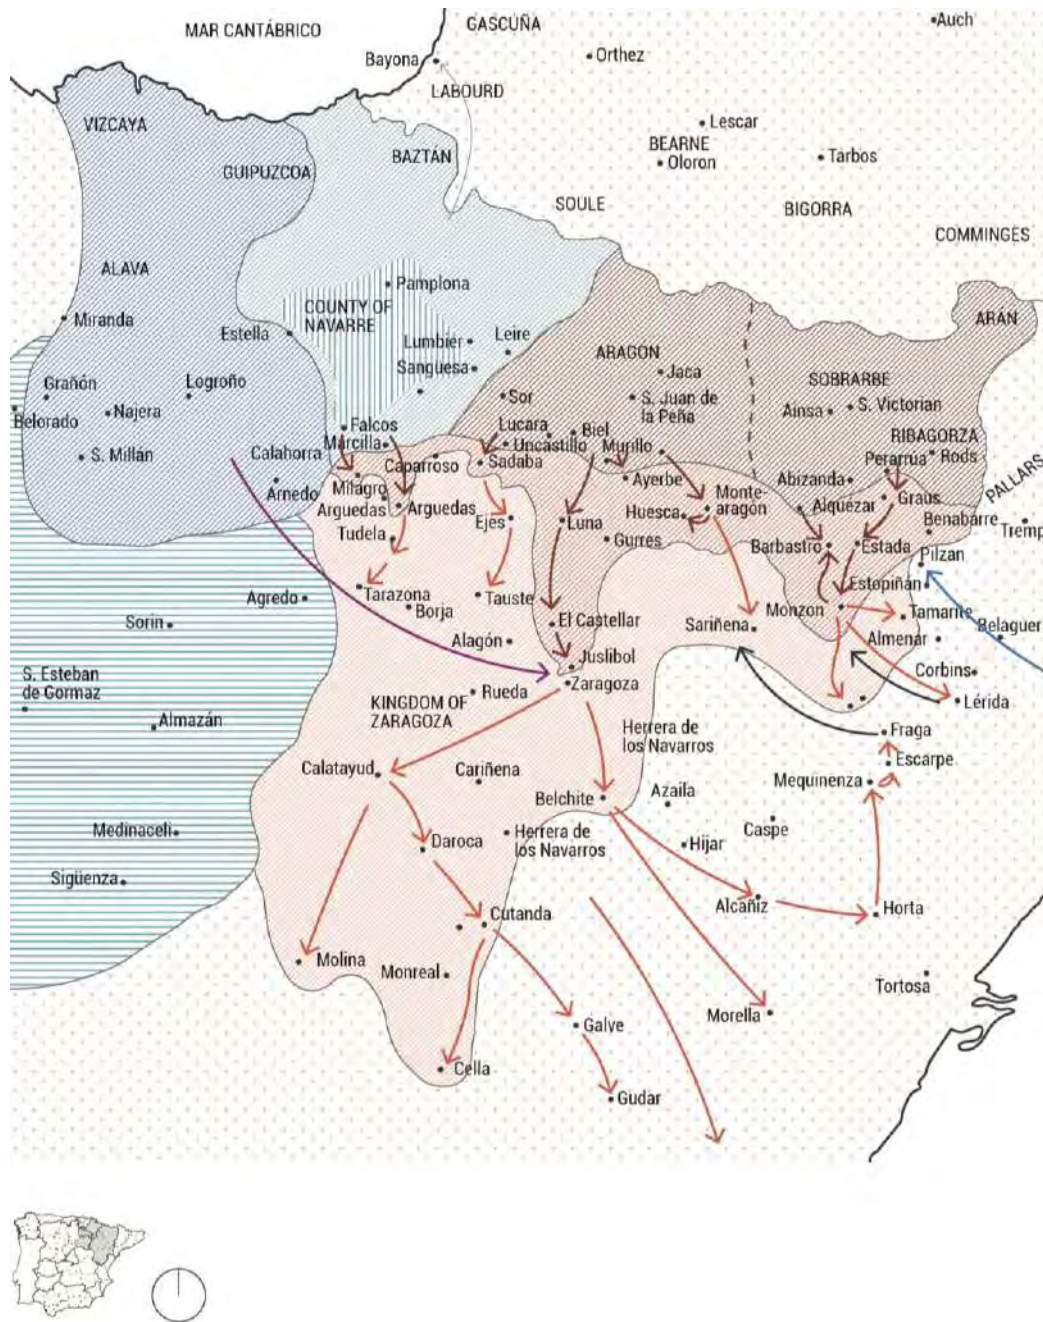 MAR CANTÁBRICO
GASCUÑA
Auch
Bayona
Orthez
LABOURD
VIZCAYA
Lescar
BEARNE
Oloron
Tarbos
BAZTÁN
GUIPUZCOA
SOULE
BIGORRA
COMMINGES
ALAVA
Pamplona
COUNTY OF
NAVARRE
Miranda
Estella
Lumbier
Leire
Sanguesa
ARAGON
ARÁN
Jaca
SOBRARBE
Grañón
Logroño
Belorado
Najera
Sor
S. Juan de
la Peña
Ainsa
S. Victorian
Falcos
Marcilla
Lucara
Biel
Uncastillo
Murillo
RIBAGORZA
S. Millán
Calahorra
Caparroso
Sadaba
Perarrua
Rods
Arnedo
Milagro
Ayerbe
Abizanda
PALLARS
Arguedas
Arguedas
Ejes
Luna
Huesca
Monte-
aragón
Alquézar
Graus
Tudela
Gurres
Barbastro
Estada
Benabarre
Tremp
Pilzan
Agredo
Tarazona
Borja
Tauste
Estopiñán
Sorin
Alagón
El Castellar
Sariñena
Monzon
Tamarite
Almenar
Belaguer
Juslibol
S. Esteban
de Gormaz
Rueda
Zaragoza
Corbins
Almazán
KINGDOM OF
ZARAGOZA
Herrera de
los Navarros
Lérida
Fraga
Calatayud
Cariñena
Escarpe
Belchite
Azaila
Mequinenza
Medinaceli
Daroca
Herrera de
los Navarros
Hijar
Caspe
Sigüenza
Cutanda
Alcañiz
Horta
Molina
Monreal
Tortosa
Galve
Morella
Cella
Gudar